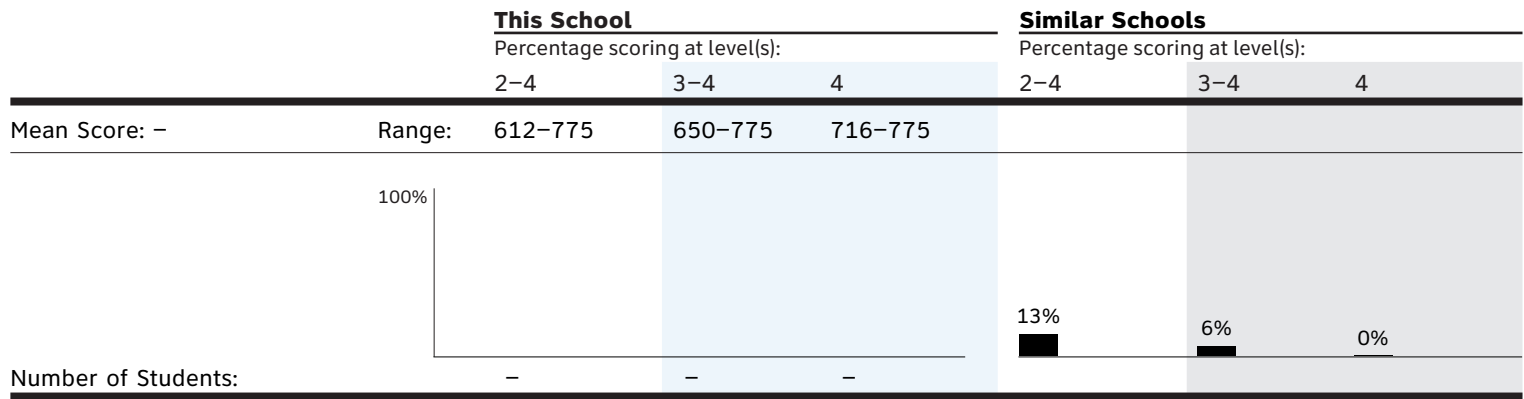 This School Similar Schools
Percentage scoring at level(s): Percentage scoring at level(s):
2–4 3–4 4 2–4 3–4 4
Mean Score: – Range: 612–775 650–775 716–775
100%
13% 6% 0%
Number of Students: – – –